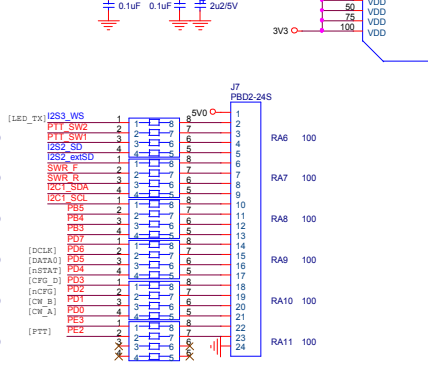 0.1uF 0.1uF 2u2/5V
VDD
50 VDD
75 VDD
3V3 100 VDD
J7
PBD2-24S
5V0 1
[LED_TX] I2S3_WS 1 8 2
PTT_SW2 2 7 3
PTT_SW1 3 6 4 RA6 100
I2S2_SD 4 5 5
I2S2_extSD 1 8 6
SWR_F 2 7 7
SWR_R 3 6 8 RA7 100
I2C1_SDA 4 5 9
I2C1_SCL 1 8 10
PB5 2 7 11
PB4 3 6 12 RA8 100
PB3 4 5 13
PD7 1 8 14
[DCLK] PD6 2 7 15
[DATA0] PD5 3 6 16 RA9 100
[nSTAT] PD4 4 5 17
[CFG_D] PD3 1 8 18
[nCFG] PD2 2 7 19
[CW_B] PD1 3 6 20 RA10 100
[CW_A] PD0 4 5 21
PE3 1 8 22
[PTT] PE2 2 7 23
3 6 24 RA11 100
4 5